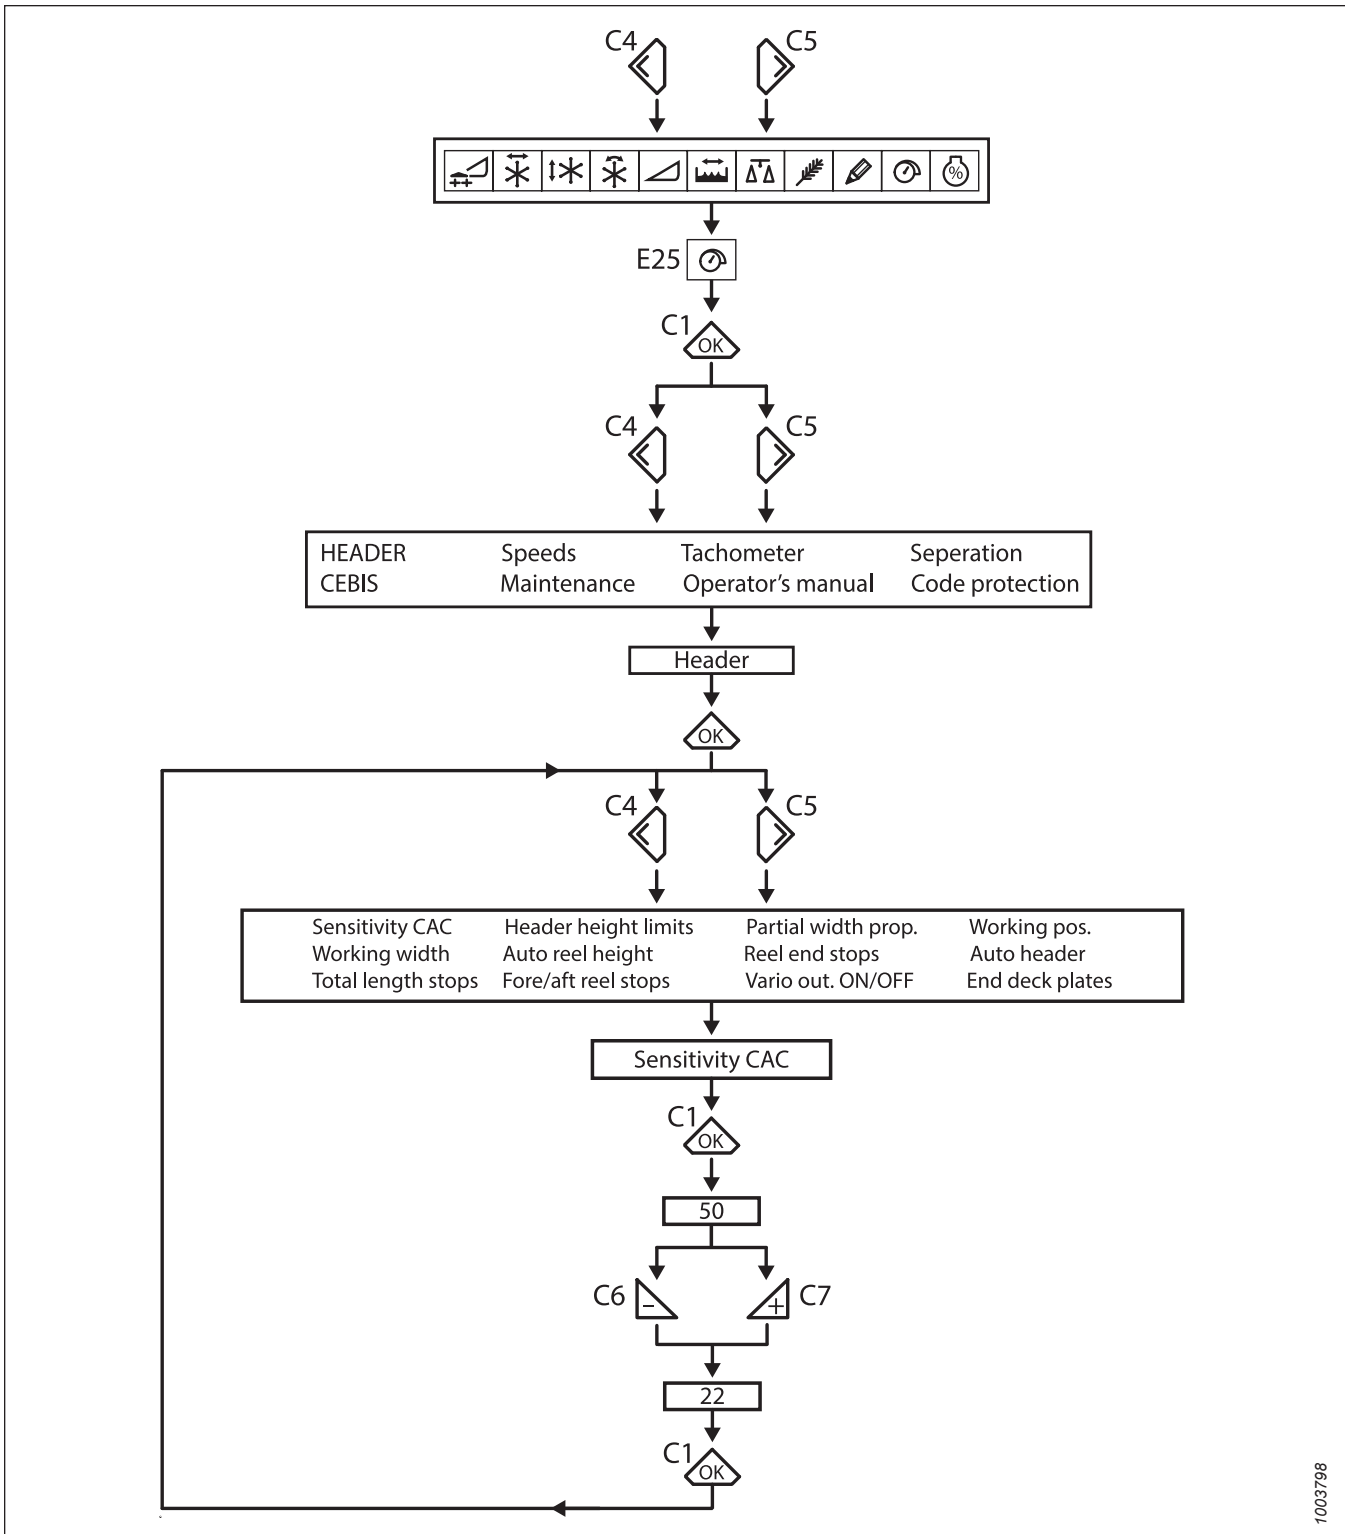 C4 C5
%
E25
C1
OK
C4 C5
HEADER Speeds Tachometer Seperation
CEBIS Maintenance Operator's manual Code protection
Header
OK
C4 C5
Sensitivity CAC Header height limits Partial width prop. Working pos.
Working width Auto reel height Reel end stops Auto header
Total length stops Fore/aft reel stops Vario out. ON/OFF End deck plates
Sensitivity CAC
C1
OK
50
C6 - + C7
22
C1
OK
1003798